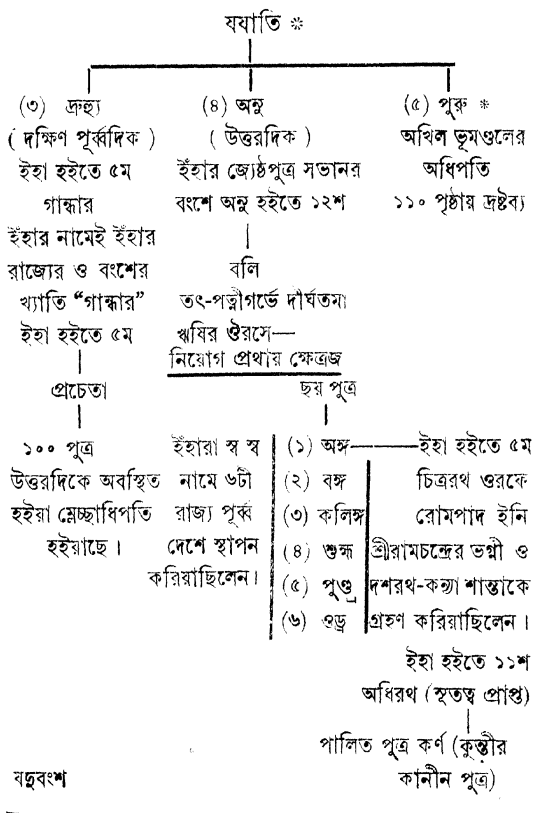 যযাতি *
(৩) দ্রুহ্যু
( দক্ষিণ পূর্ব্বদিক )
ইহা হইতে ৫ম
গান্ধার
ইঁহার নামেই ইঁহার
রাজ্যের ও বংশের
খ্যাতি “গান্ধার”
ইহা হইতে ৫ম
প্রচেতা
১০০ পুত্র
উত্তরদিকে অবস্থিত
হইয়া ম্লেচ্ছাধিপতি
হইয়াছে।
(৪) অনু
( উত্তরদিক )
ইঁহার জ্যেষ্ঠপুত্র সভানর
বংশে অনু হইতে ১২শ
বলি
তৎ-পত্নীগর্ভে দীর্ঘতমা
ঋষির ঔরসে—
নিয়োগ প্রথায় ক্ষেত্রজ
ছয় পুত্র
ইঁহারা স্ব স্ব
নামে ৬টী
রাজ্য পূর্ব্ব
দেশে স্থাপন
করিয়াছিলেন।
(১) অঙ্গ
(২) বঙ্গ
(৩) কলিঙ্গ
(৪) শুহ্ম
(৫) পুণ্ড্র
(৬) ওড্র
ইহা হইতে ৫ম
চিত্ররথ ওরফে
রোমপাদ ইনি
শ্রীরামচন্দ্রের ভগ্নী ও
দশরথ-কন্যা শান্তাকে
গ্রহণ করিয়াছিলেন।
ইহা হইতে ১১শ
অধিরথ (সূতত্ব প্রাপ্ত)
পালিত পুত্র কর্ণ (কুন্তীর
কানীন পুত্র)
(৫) পুরু *
অখিল ভূমণ্ডলের
অধিপতি
১১০ পৃষ্ঠায় দ্রষ্টব্য
যদুবংশ